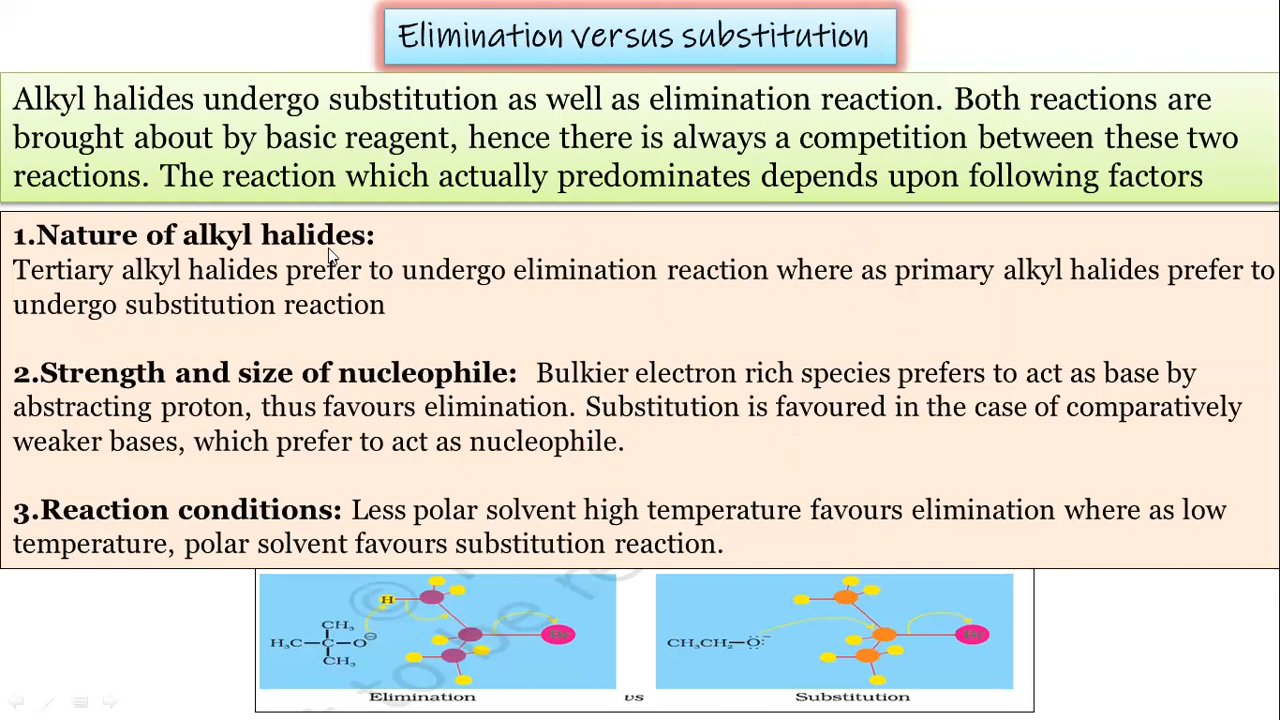 Elimination versus substitution
Alkyl halides undergo substitution as well as elimination reaction. Both reactions are
brought about by basic reagent, hence there is always a competition between these two
reactions. The reaction which actually predominates depends upon following factors
1.Nature of alkyl halides:
Tertiary alkyl halides prefer to undergo elimination reaction where as primary alkyl halides prefer to
undergo substitution reaction
2.Strength and size of nucleophile: Bulkier electron rich species prefers to act as base by
abstracting proton, thus favours elimination. Substitution is favoured in the case of comparatively
weaker bases, which prefer to act as nucleophile.
3.Reaction conditions: Less polar solvent high temperature favours elimination where as low
temperature, polar solvent favours substitution reaction.
H
CH₃
H₃C—C—O⊖
CH₃
Br
CH₃CH₂—O:⁻
Br
Elimination vs Substitution